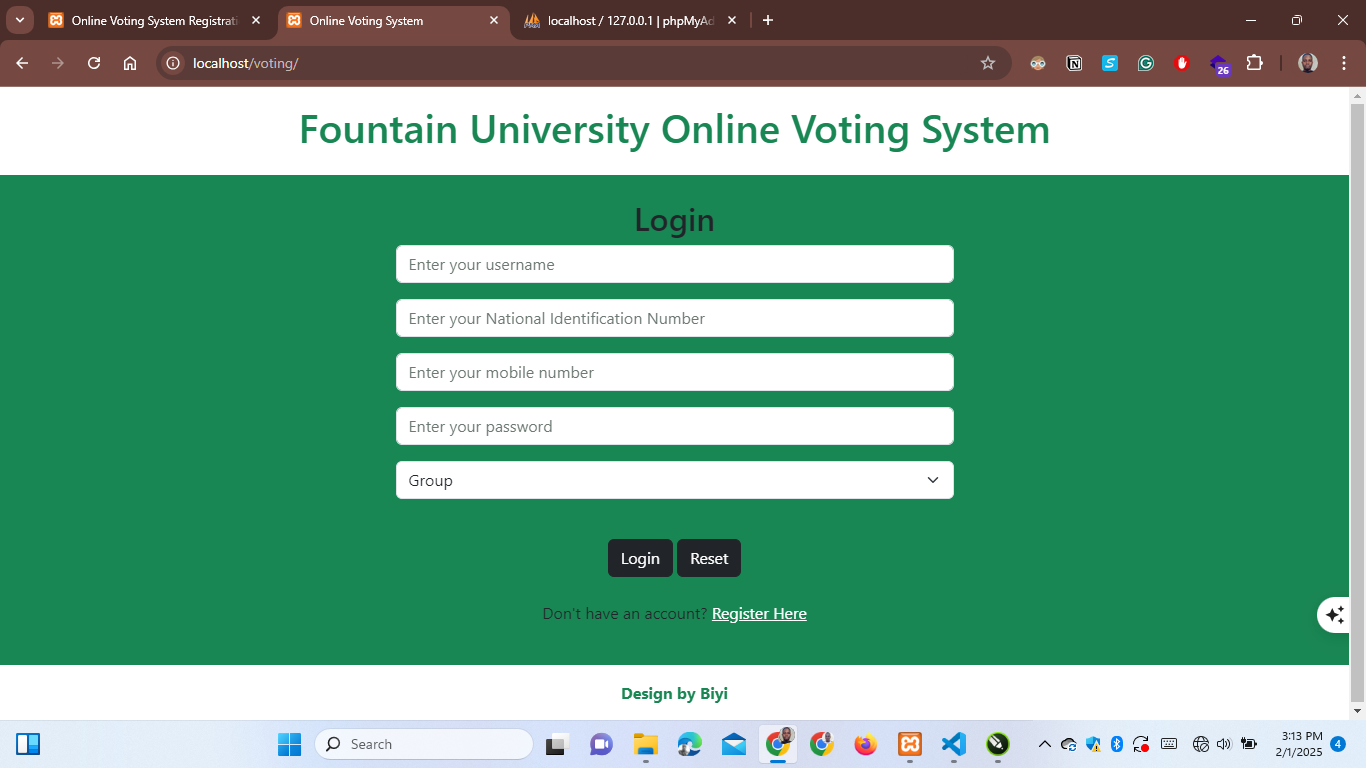 Online Voting System Registrati
Online Voting System
localhost / 127.0.0.1 | phpMyAd
localhost/voting/
26
Fountain University Online Voting System
Login
Enter your username
Enter your National Identification Number
Enter your mobile number
Enter your password
Group
Login
Reset
Don't have an account? Register Here
Design by Biyi
Search
3:13 PM
2/1/2025
4